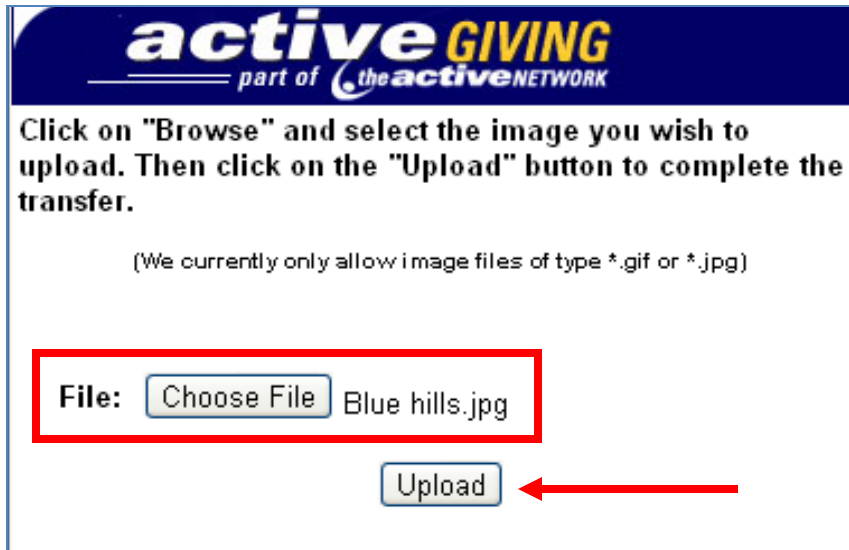 active GIVING
part of the active NETWORK
Click on "Browse" and select the image you wish to
upload. Then click on the "Upload" button to complete the
transfer.
(We currently only allow image files of type *.gif or *.jpg)
File: Choose File Blue hills.jpg
Upload